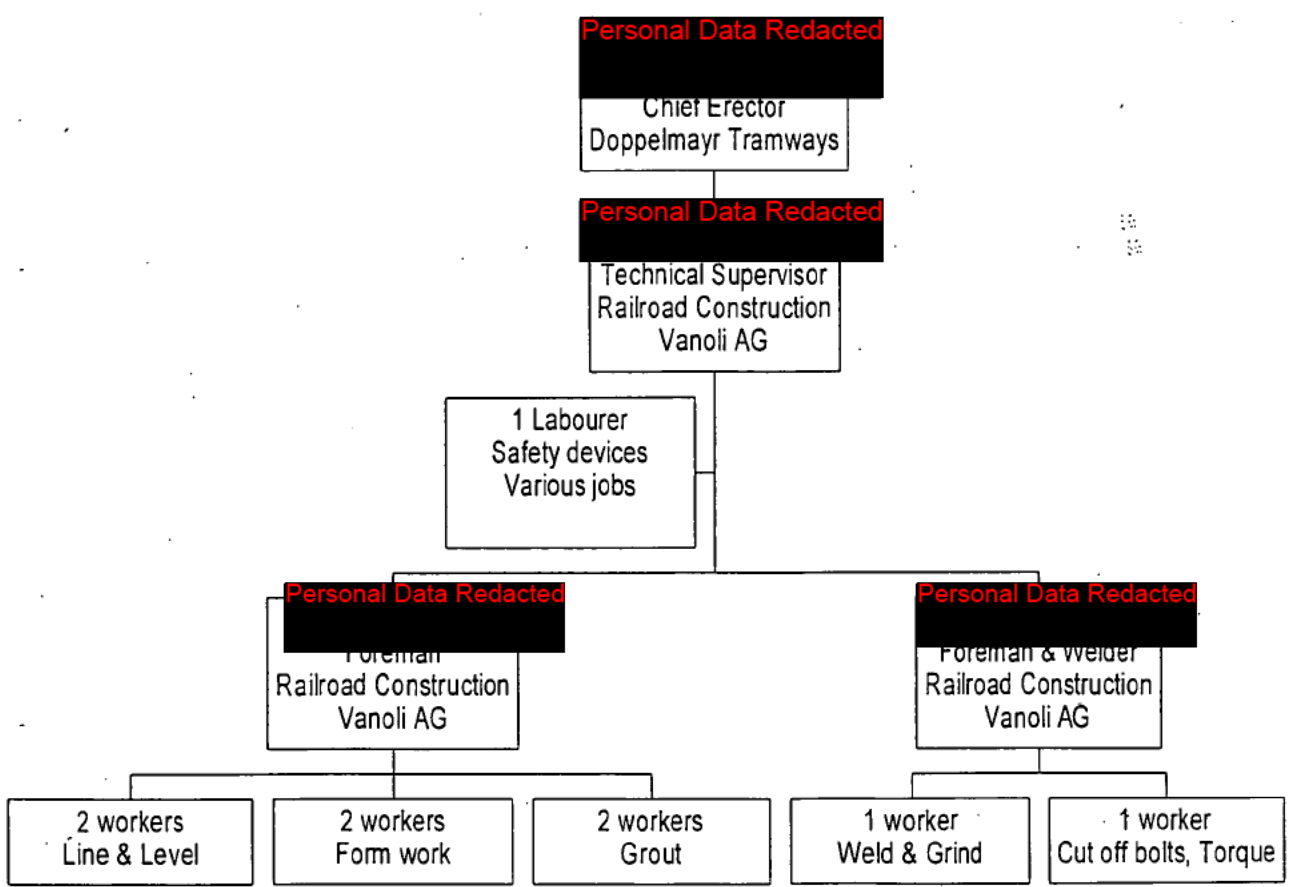 Personal Data Redacted
Chief Erector
Doppelmayr Tramways
Personal Data Redacted
Technical Supervisor
Railroad Construction
Vanoli AG
1 Labourer
Safety devices
Various jobs
Personal Data Redacted
Foreman
Railroad Construction
Vanoli AG
Personal Data Redacted
Foreman & Welder
Railroad Construction
Vanoli AG
2 workers
Line & Level
2 workers
Form work
2 workers
Grout
1 worker
Weld & Grind
1 worker
Cut off bolts, Torque